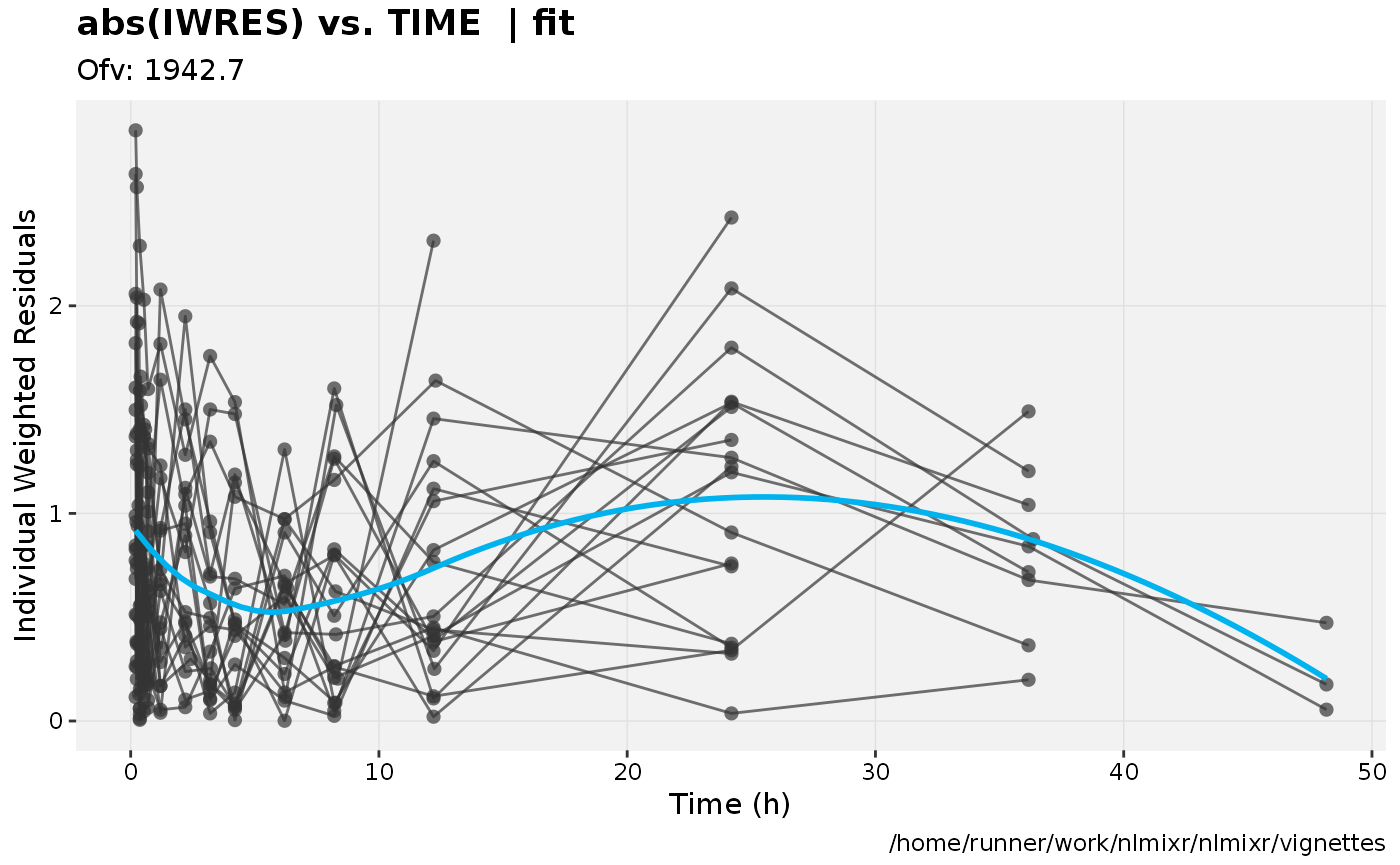 abs(IWRES) vs. TIME | fit
Ofv: 1942.7
Individual Weighted Residuals
2
1
0
0 10 20 30 40 50
Time (h)
/home/runner/work/nlmixr/nlmixr/vignettes